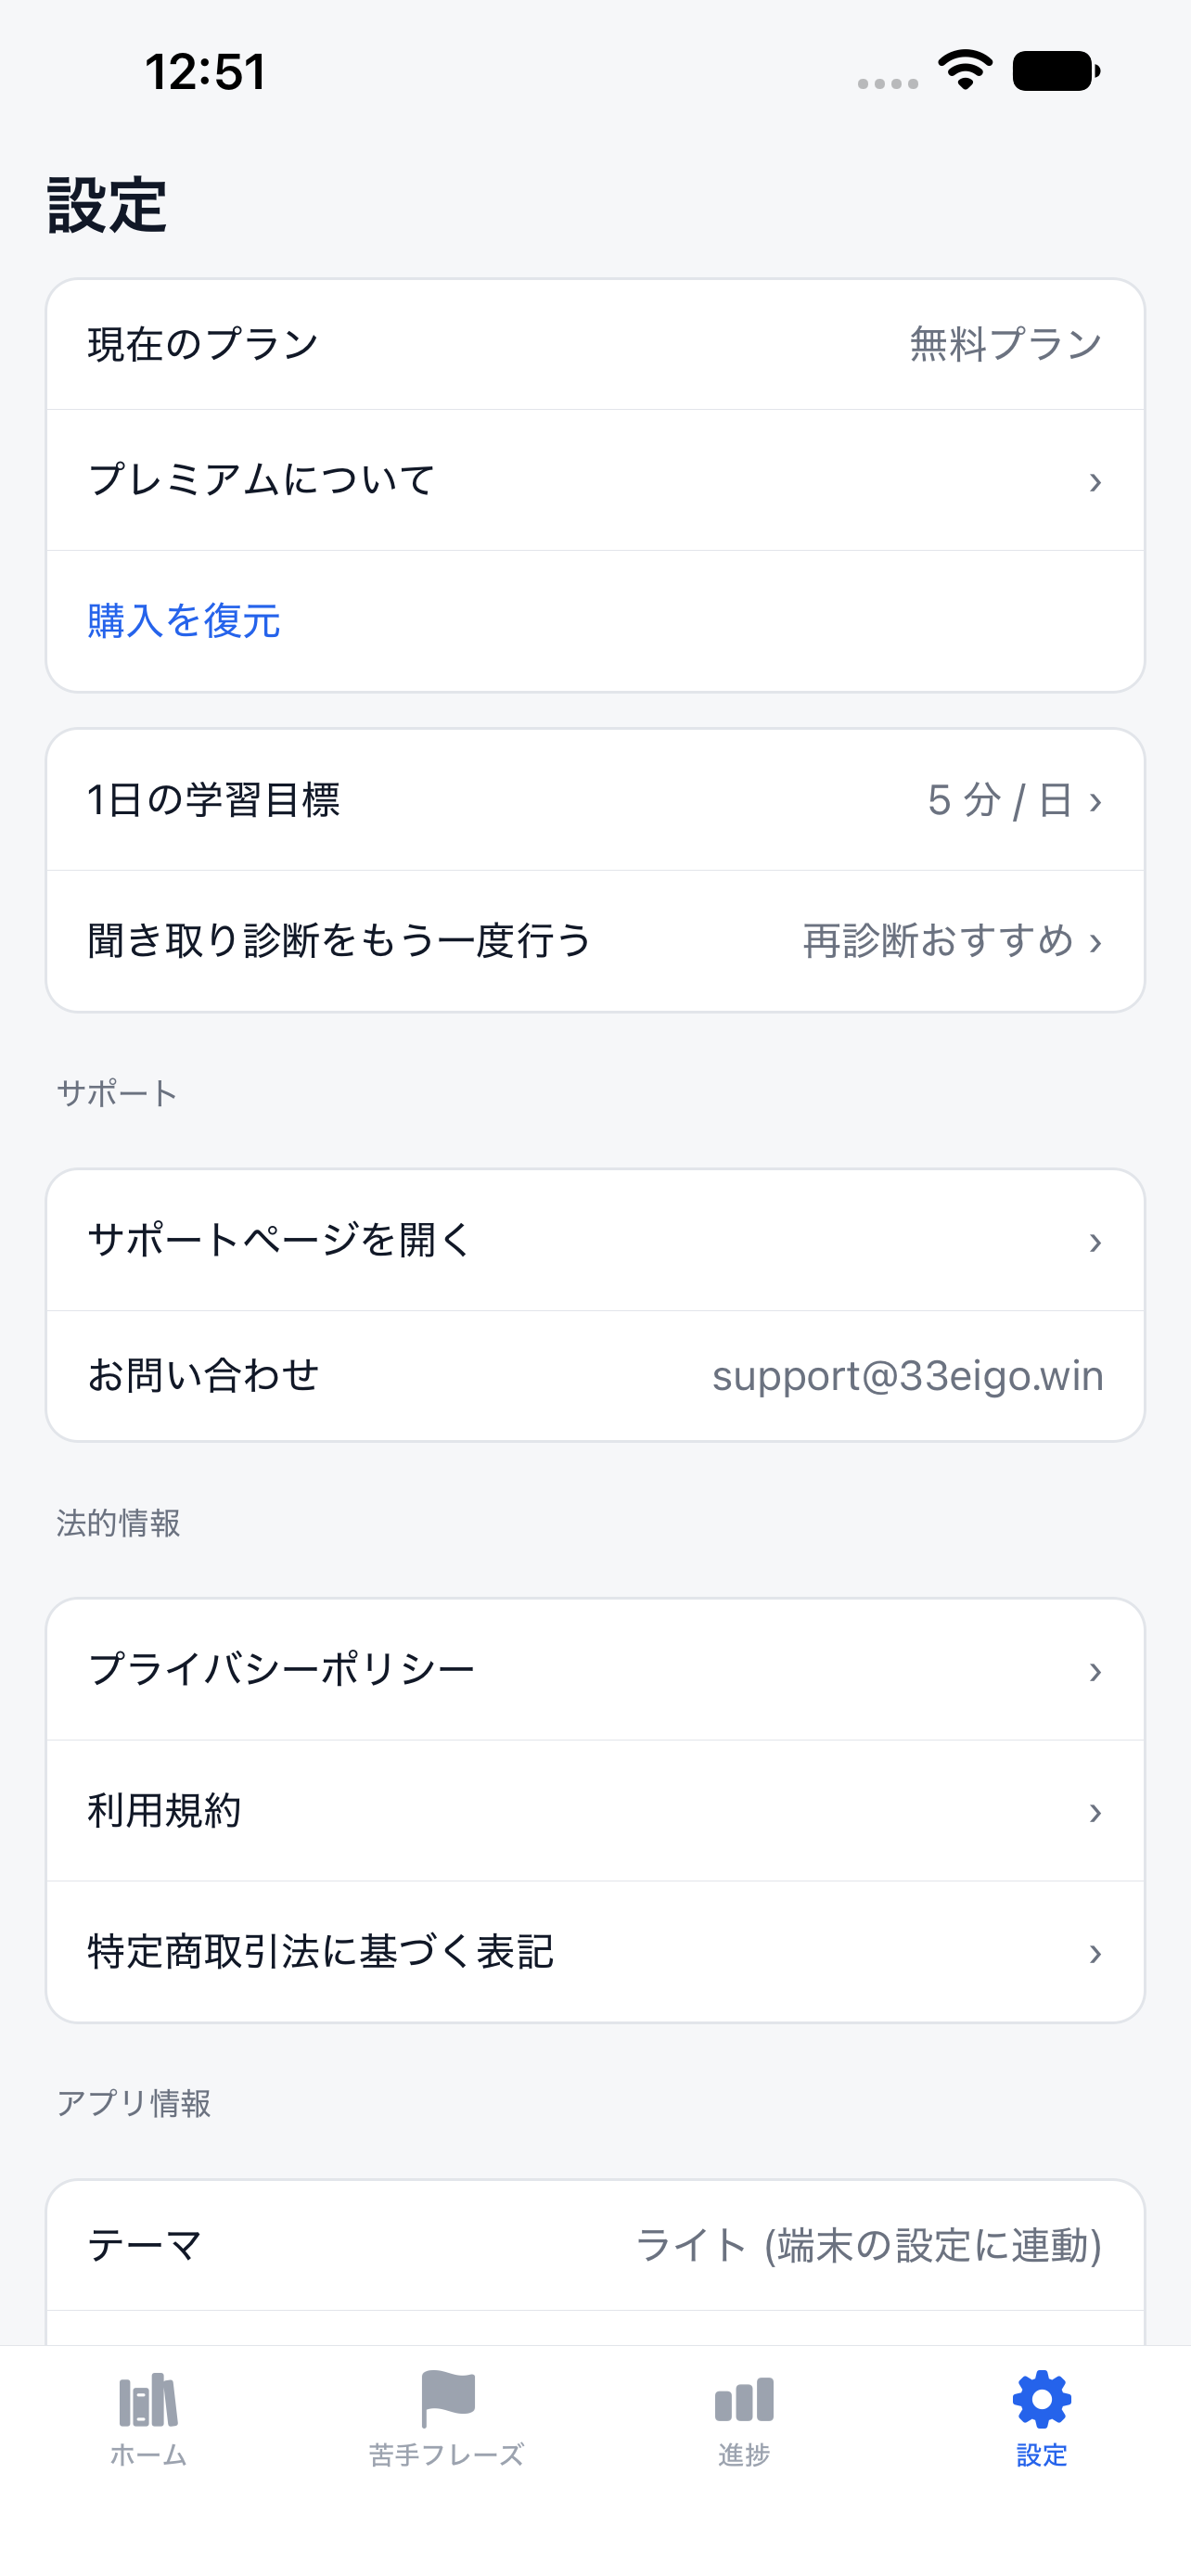 12:51
設定
現在のプラン 無料プラン
プレミアムについて ›
購入を復元
1日の学習目標 5 分 / 日 ›
聞き取り診断をもう一度行う 再診断おすすめ ›
サポート
サポートページを開く ›
お問い合わせ support@33eigo.win
法的情報
プライバシーポリシー ›
利用規約 ›
特定商取引法に基づく表記 ›
アプリ情報
テーマ ライト (端末の設定に連動)
ホーム 苦手フレーズ 進捗 設定